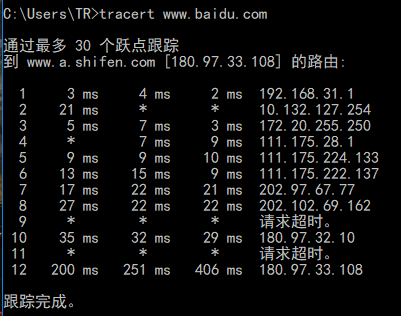 C:\Users\TR>tracert www.baidu.com
通过最多 30 个跃点跟踪
到 www.a.shifen.com [180.97.33.108] 的路由:
1 3 ms 4 ms 2 ms 192.168.31.1
2 21 ms * * 10.132.127.254
3 5 ms 7 ms 3 ms 172.20.255.250
4 * 7 ms 9 ms 111.175.28.1
5 9 ms 9 ms 10 ms 111.175.224.133
6 13 ms 15 ms 9 ms 111.175.222.137
7 17 ms 22 ms 21 ms 202.97.67.77
8 27 ms 22 ms 22 ms 202.102.69.162
9 * * * 请求超时。
10 35 ms 32 ms 29 ms 180.97.32.10
11 * * * 请求超时。
12 200 ms 251 ms 406 ms 180.97.33.108
跟踪完成。